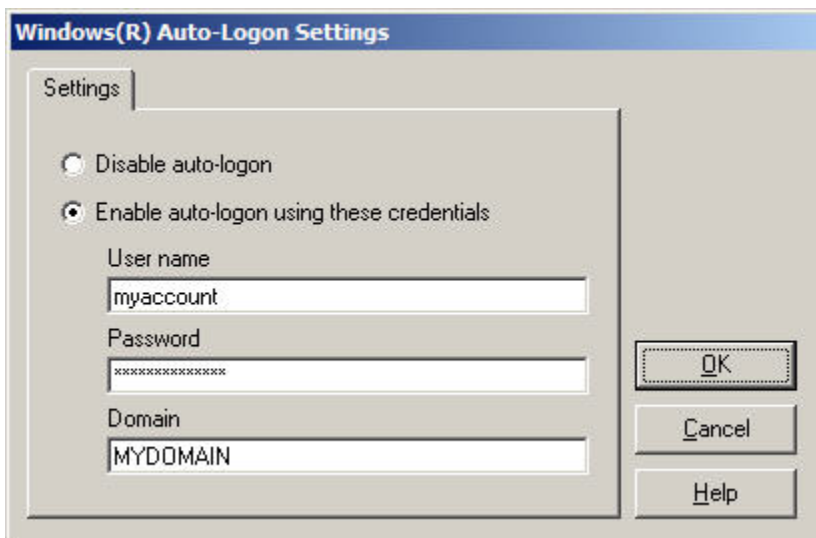 Windows(R) Auto-Logon Settings
Settings
Disable auto-logon
Enable auto-logon using these credentials
User name
myaccount
Password
**************
Domain
MYDOMAIN
OK
Cancel
Help